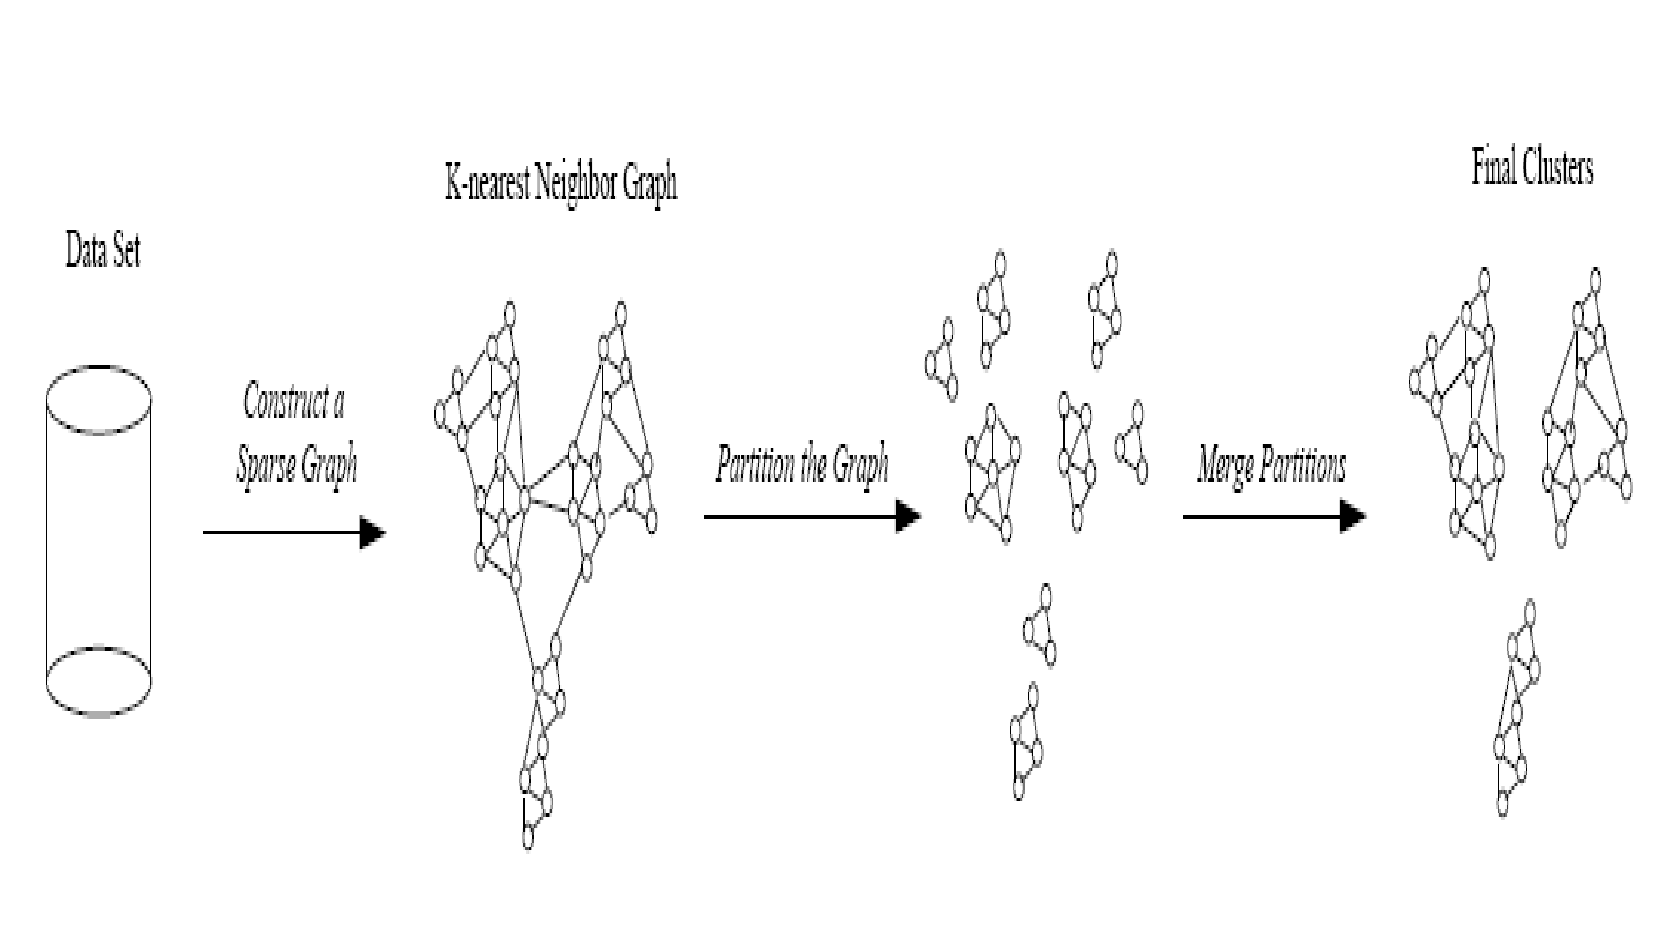 Data Set
Construct a
Sparse Graph
K-nearest Neighbor Graph
Partition the Graph
Merge Partitions
Final Clusters